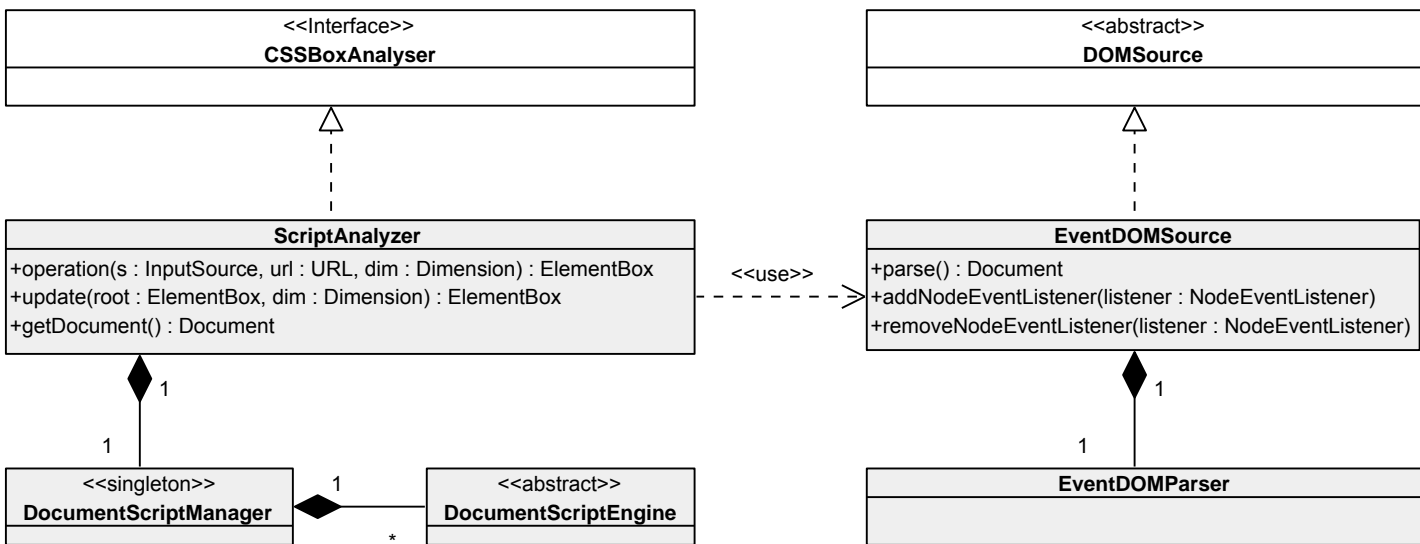 <<Interface>>
CSSBoxAnalyser
<<abstract>>
DOMSource
ScriptAnalyzer
+operation(s : InputSource, url : URL, dim : Dimension) : ElementBox
+update(root : ElementBox, dim : Dimension) : ElementBox
+getDocument() : Document
<<use>>
EventDOMSource
+parse() : Document
+addNodeEventListener(listener : NodeEventListener)
+removeNodeEventListener(listener : NodeEventListener)
1
1
1
1
<<singleton>>
DocumentScriptManager
1
*
<<abstract>>
DocumentScriptEngine
EventDOMParser